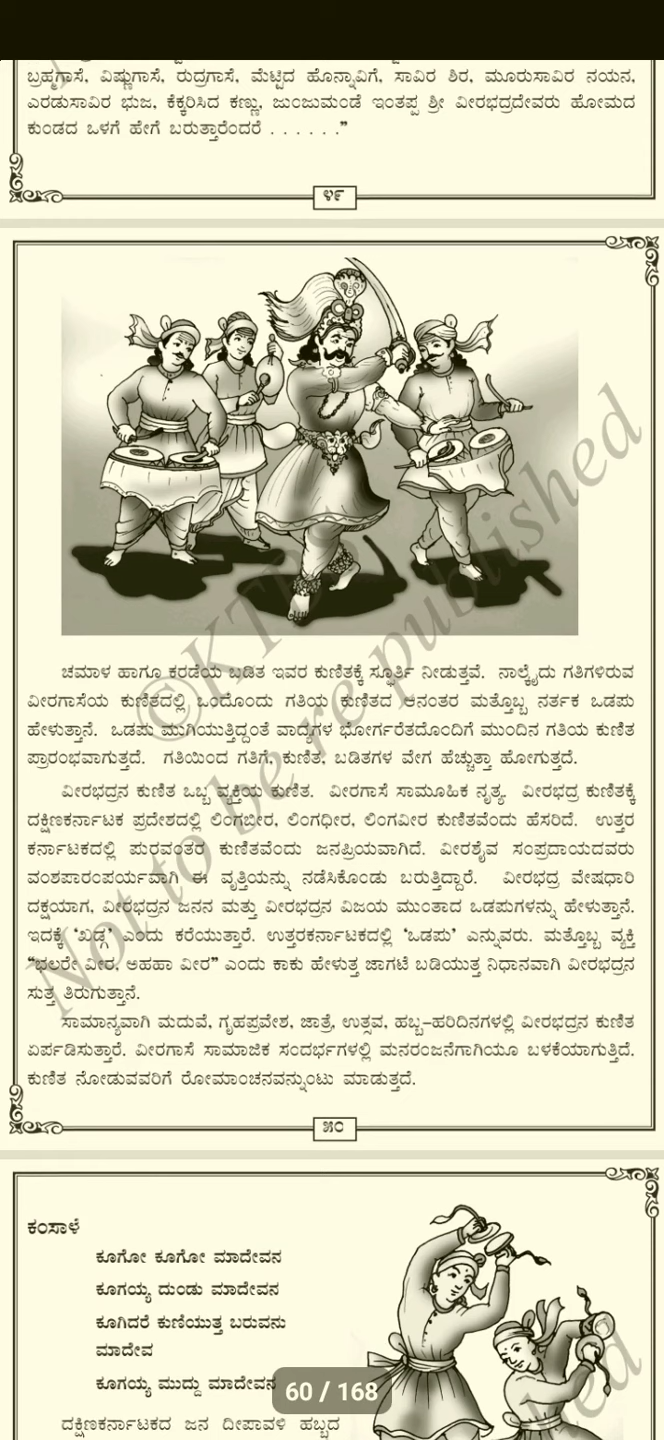 ಬ್ರಹ್ಮಗಾಸೆ, ವಿಷ್ಣುಗಾಸೆ, ರುದ್ರಗಾಸೆ, ಮೆಟ್ಟಿದ ಹೊನ್ನಾವಿಗೆ, ಸಾವಿರ ಶಿರ, ಮೂರುಸಾವಿರ ನಯನ,
ಎರಡುಸಾವಿರ ಭುಜ, ಕೆಕ್ಕರಿಸಿದ ಕಣ್ಣು, ಜುಂಜುಮಂಡೆ ಇಂತಪ್ಪ ಶ್ರೀ ವೀರಭದ್ರದೇವರು ಹೋಮದ
ಕುಂಡದ ಒಳಗೆ ಹೇಗೆ ಬರುತ್ತಾರೆಂದರೆ . . . . . .”
೪೯
©KTBS
Not to be re published
ಚಮಾಳ ಹಾಗೂ ಕರಡೆಯ ಬಡಿತ ಇವರ ಕುಣಿತಕ್ಕೆ ಸ್ಫೂರ್ತಿ ನೀಡುತ್ತವೆ. ನಾಲ್ಕೈದು ಗತಿಗಳಿರುವ
ವೀರಗಾಸೆಯ ಕುಣಿತದಲ್ಲಿ ಒಂದೊಂದು ಗತಿಯ ಕುಣಿತದ ಆನಂತರ ಮತ್ತೊಬ್ಬ ನರ್ತಕ ಒಡಪು
ಹೇಳುತ್ತಾನೆ. ಒಡಪು ಮುಗಿಯುತ್ತಿದ್ದಂತೆ ವಾದ್ಯಗಳ ಭೋರ್ಗರೆತದೊಂದಿಗೆ ಮುಂದಿನ ಗತಿಯ ಕುಣಿತ
ಪ್ರಾರಂಭವಾಗುತ್ತದೆ. ಗತಿಯಿಂದ ಗತಿಗೆ, ಕುಣಿತ, ಬಡಿತಗಳ ವೇಗ ಹೆಚ್ಚುತ್ತಾ ಹೋಗುತ್ತದೆ.
ವೀರಭದ್ರನ ಕುಣಿತ ಒಬ್ಬ ವ್ಯಕ್ತಿಯ ಕುಣಿತ. ವೀರಗಾಸೆ ಸಾಮೂಹಿಕ ನೃತ್ಯ. ವೀರಭದ್ರ ಕುಣಿತಕ್ಕೆ
ದಕ್ಷಿಣಕರ್ನಾಟಕ ಪ್ರದೇಶದಲ್ಲಿ ಲಿಂಗಬೀರ, ಲಿಂಗಧೀರ, ಲಿಂಗವೀರ ಕುಣಿತವೆಂದು ಹೆಸರಿದೆ. ಉತ್ತರ
ಕರ್ನಾಟಕದಲ್ಲಿ ಪುರವಂತರ ಕುಣಿತವೆಂದು ಜನಪ್ರಿಯವಾಗಿದೆ. ವೀರಶೈವ ಸಂಪ್ರದಾಯದವರು
ವಂಶಪಾರಂಪರ್ಯವಾಗಿ ಈ ವೃತ್ತಿಯನ್ನು ನಡೆಸಿಕೊಂಡು ಬರುತ್ತಿದ್ದಾರೆ. ವೀರಭದ್ರ ವೇಷಧಾರಿ
ದಕ್ಷಯಾಗ, ವೀರಭದ್ರನ ಜನನ ಮತ್ತು ವೀರಭದ್ರನ ವಿಜಯ ಮುಂತಾದ ಒಡಪುಗಳನ್ನು ಹೇಳುತ್ತಾನೆ.
ಇದಕ್ಕೆ ‘ಖಡ್ಗ’ ಎಂದು ಕರೆಯುತ್ತಾರೆ. ಉತ್ತರಕರ್ನಾಟಕದಲ್ಲಿ ‘ಒಡಪು’ ಎನ್ನುವರು. ಮತ್ತೊಬ್ಬ ವ್ಯಕ್ತಿ
“ಭಲರೇ ವೀರ, ಅಹಹಾ ವೀರ” ಎಂದು ಕಾಕು ಹೇಳುತ್ತ ಜಾಗಟೆ ಬಡಿಯುತ್ತ ನಿಧಾನವಾಗಿ ವೀರಭದ್ರನ
ಸುತ್ತ ತಿರುಗುತ್ತಾನೆ.
ಸಾಮಾನ್ಯವಾಗಿ ಮದುವೆ, ಗೃಹಪ್ರವೇಶ, ಜಾತ್ರೆ, ಉತ್ಸವ, ಹಬ್ಬ–ಹರಿದಿನಗಳಲ್ಲಿ ವೀರಭದ್ರನ ಕುಣಿತ
ಏರ್ಪಡಿಸುತ್ತಾರೆ. ವೀರಗಾಸೆ ಸಾಮಾಜಿಕ ಸಂದರ್ಭಗಳಲ್ಲಿ ಮನರಂಜನೆಗಾಗಿಯೂ ಬಳಕೆಯಾಗುತ್ತಿದೆ.
ಕುಣಿತ ನೋಡುವವರಿಗೆ ರೋಮಾಂಚನವನ್ನುಂಟು ಮಾಡುತ್ತದೆ.
೫೦
ಕಂಸಾಳೆ
ಕೂಗೋ ಕೂಗೋ ಮಾದೇವನ
ಕೂಗಯ್ಯ ದುಂಡು ಮಾದೇವನ
ಕೂಗಿದರೆ ಕುಣಿಯುತ್ತ ಬರುವನು
ಮಾದೇವ
ಕೂಗಯ್ಯ ಮುದ್ದು ಮಾದೇವನ
60 / 168
ದಕ್ಷಿಣಕರ್ನಾಟಕದ ಜನ ದೀಪಾವಳಿ ಹಬ್ಬದ